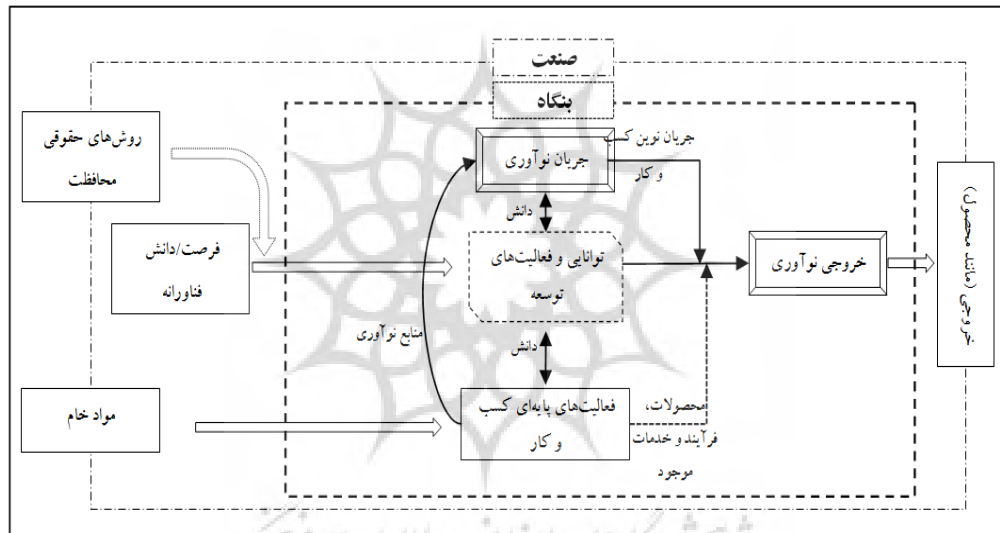 صنعت
بنگاه
روش‌های حقوقی
محافظت
جریان نوآوری
جریان نوین کسب
و کار
دانش
فرصت/دانش
فناورانه
توانایی و فعالیت‌های
توسعه
خروجی نوآوری
خروجی (مانند محصول)
منابع نوآوری
دانش
مواد خام
فعالیت‌های پایه‌ای کسب
و کار
محصولات،
فرآیند و خدمات
موجود